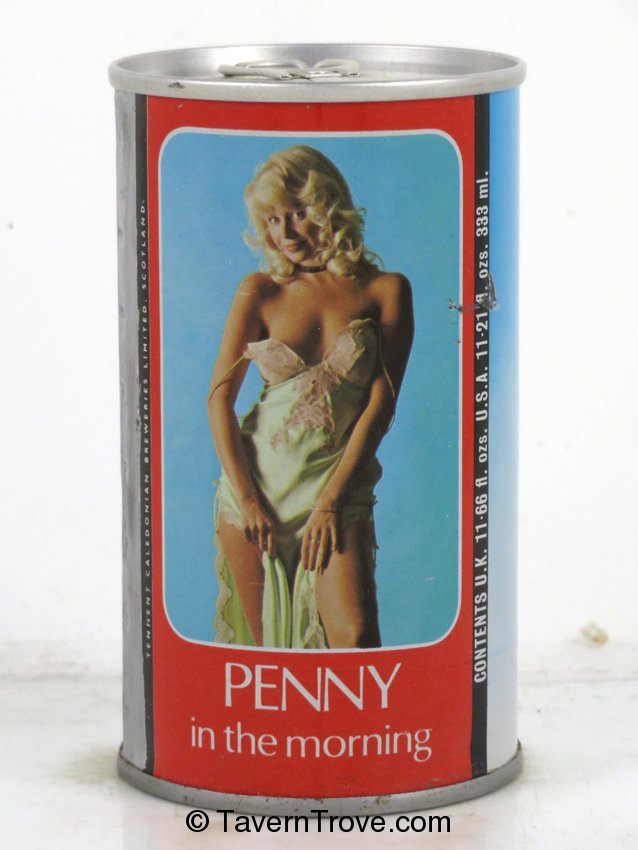 TENNENT CALEDONIAN BREWERIES LIMITED, SCOTLAND.
PENNY
in the morning
CONTENTS U.K. 11·66 fl. ozs. U.S.A. 11·21 fl. ozs. 333 ml.
© TavernTrove.com